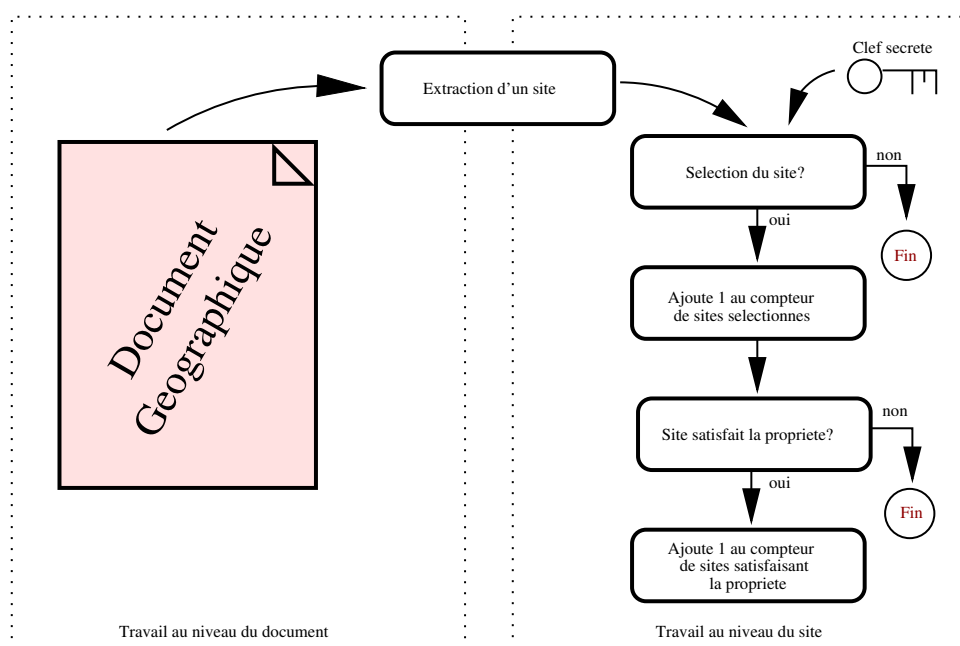 Clef secrete
Extraction d'un site
Selection du site?
non
oui
Fin
Document
Geographique
Ajoute 1 au compteur
de sites selectionnes
Site satisfait la propriete?
non
oui
Fin
Ajoute 1 au compteur
de sites satisfaisant
la propriete
Travail au niveau du document
Travail au niveau du site